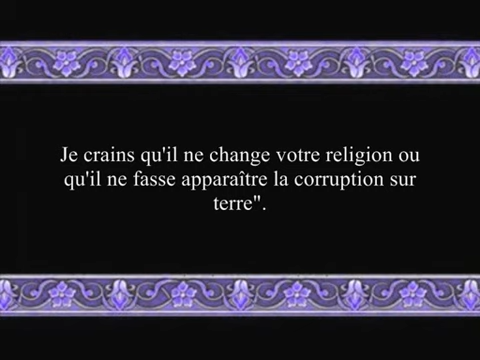 Je crains qu'il ne change votre religion ou
qu'il ne fasse apparaître la corruption sur
terre".